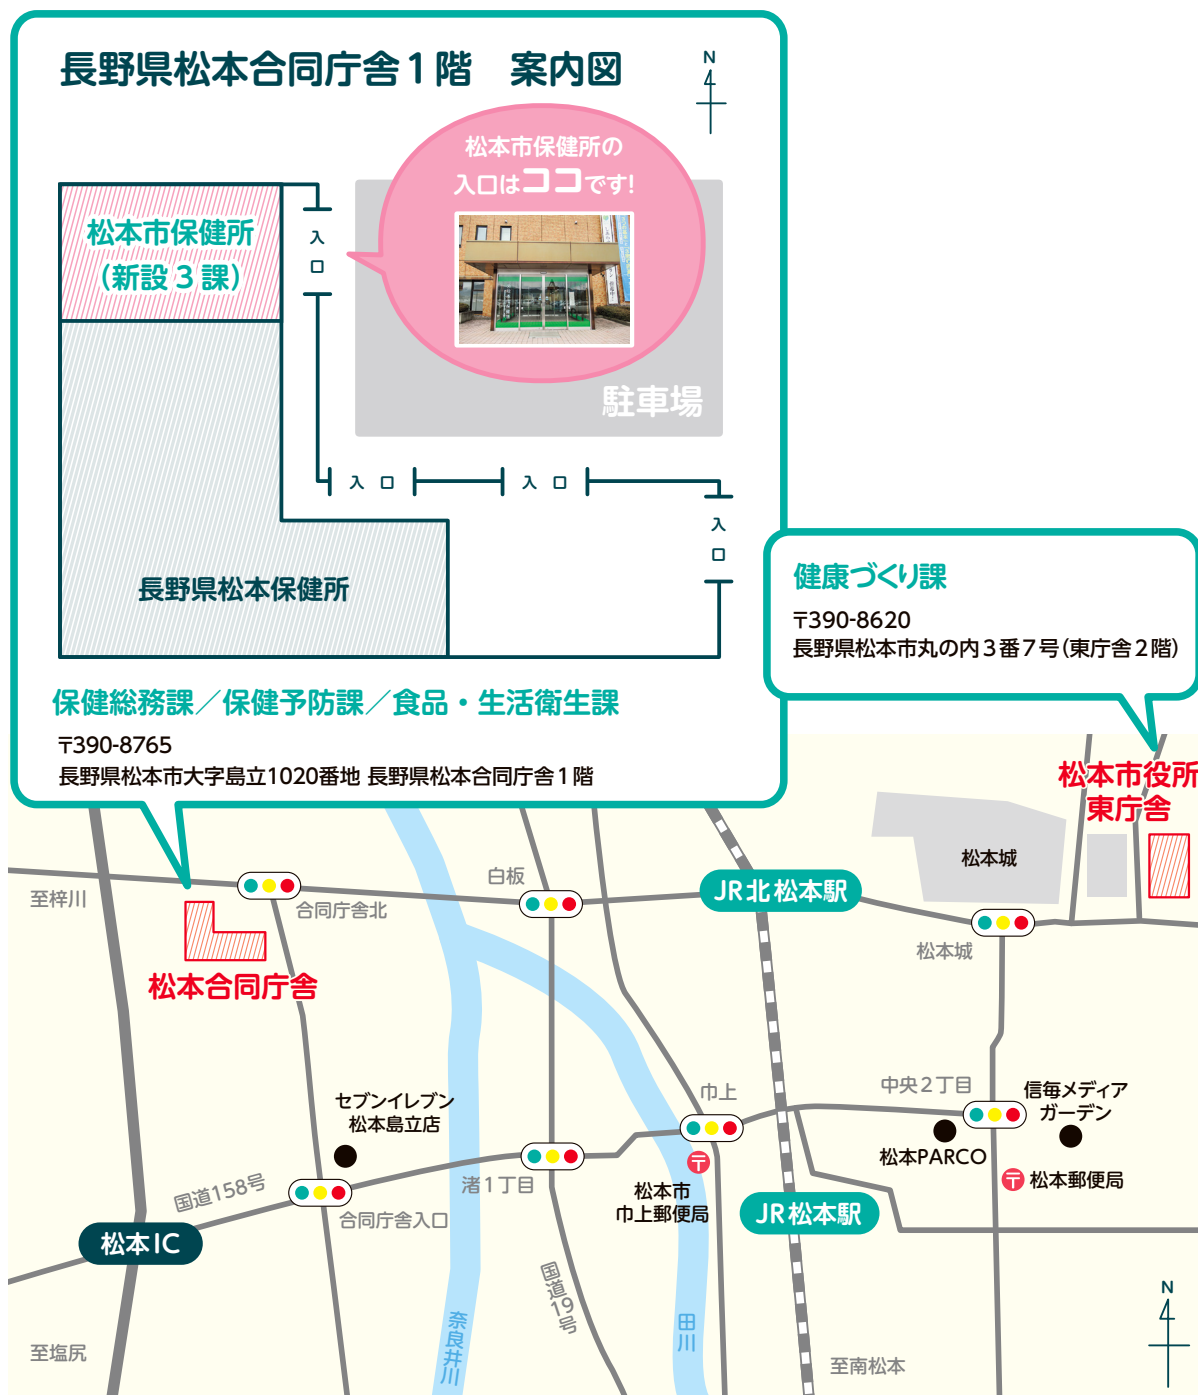 長野県松本合同庁舎1階　案内図
N
松本市保健所の
入口はココです!
松本市保健所
(新設3課)
入口
駐車場
入口
入口
入口
長野県松本保健所
保健総務課／保健予防課／食品・生活衛生課
〒390-8765
長野県松本市大字島立1020番地 長野県松本合同庁舎1階
健康づくり課
〒390-8620
長野県松本市丸の内3番7号(東庁舎2階)
松本市役所
東庁舎
松本城
白板
JR北松本駅
至梓川
合同庁舎北
松本城
松本合同庁舎
セブンイレブン
松本島立店
巾上
中央2丁目
信毎メディア
ガーデン
松本PARCO
渚1丁目
松本市
巾上郵便局
〒
〒
松本郵便局
国道158号
合同庁舎入口
JR松本駅
松本IC
国道19号
奈良井川
田川
N
至塩尻
至南松本